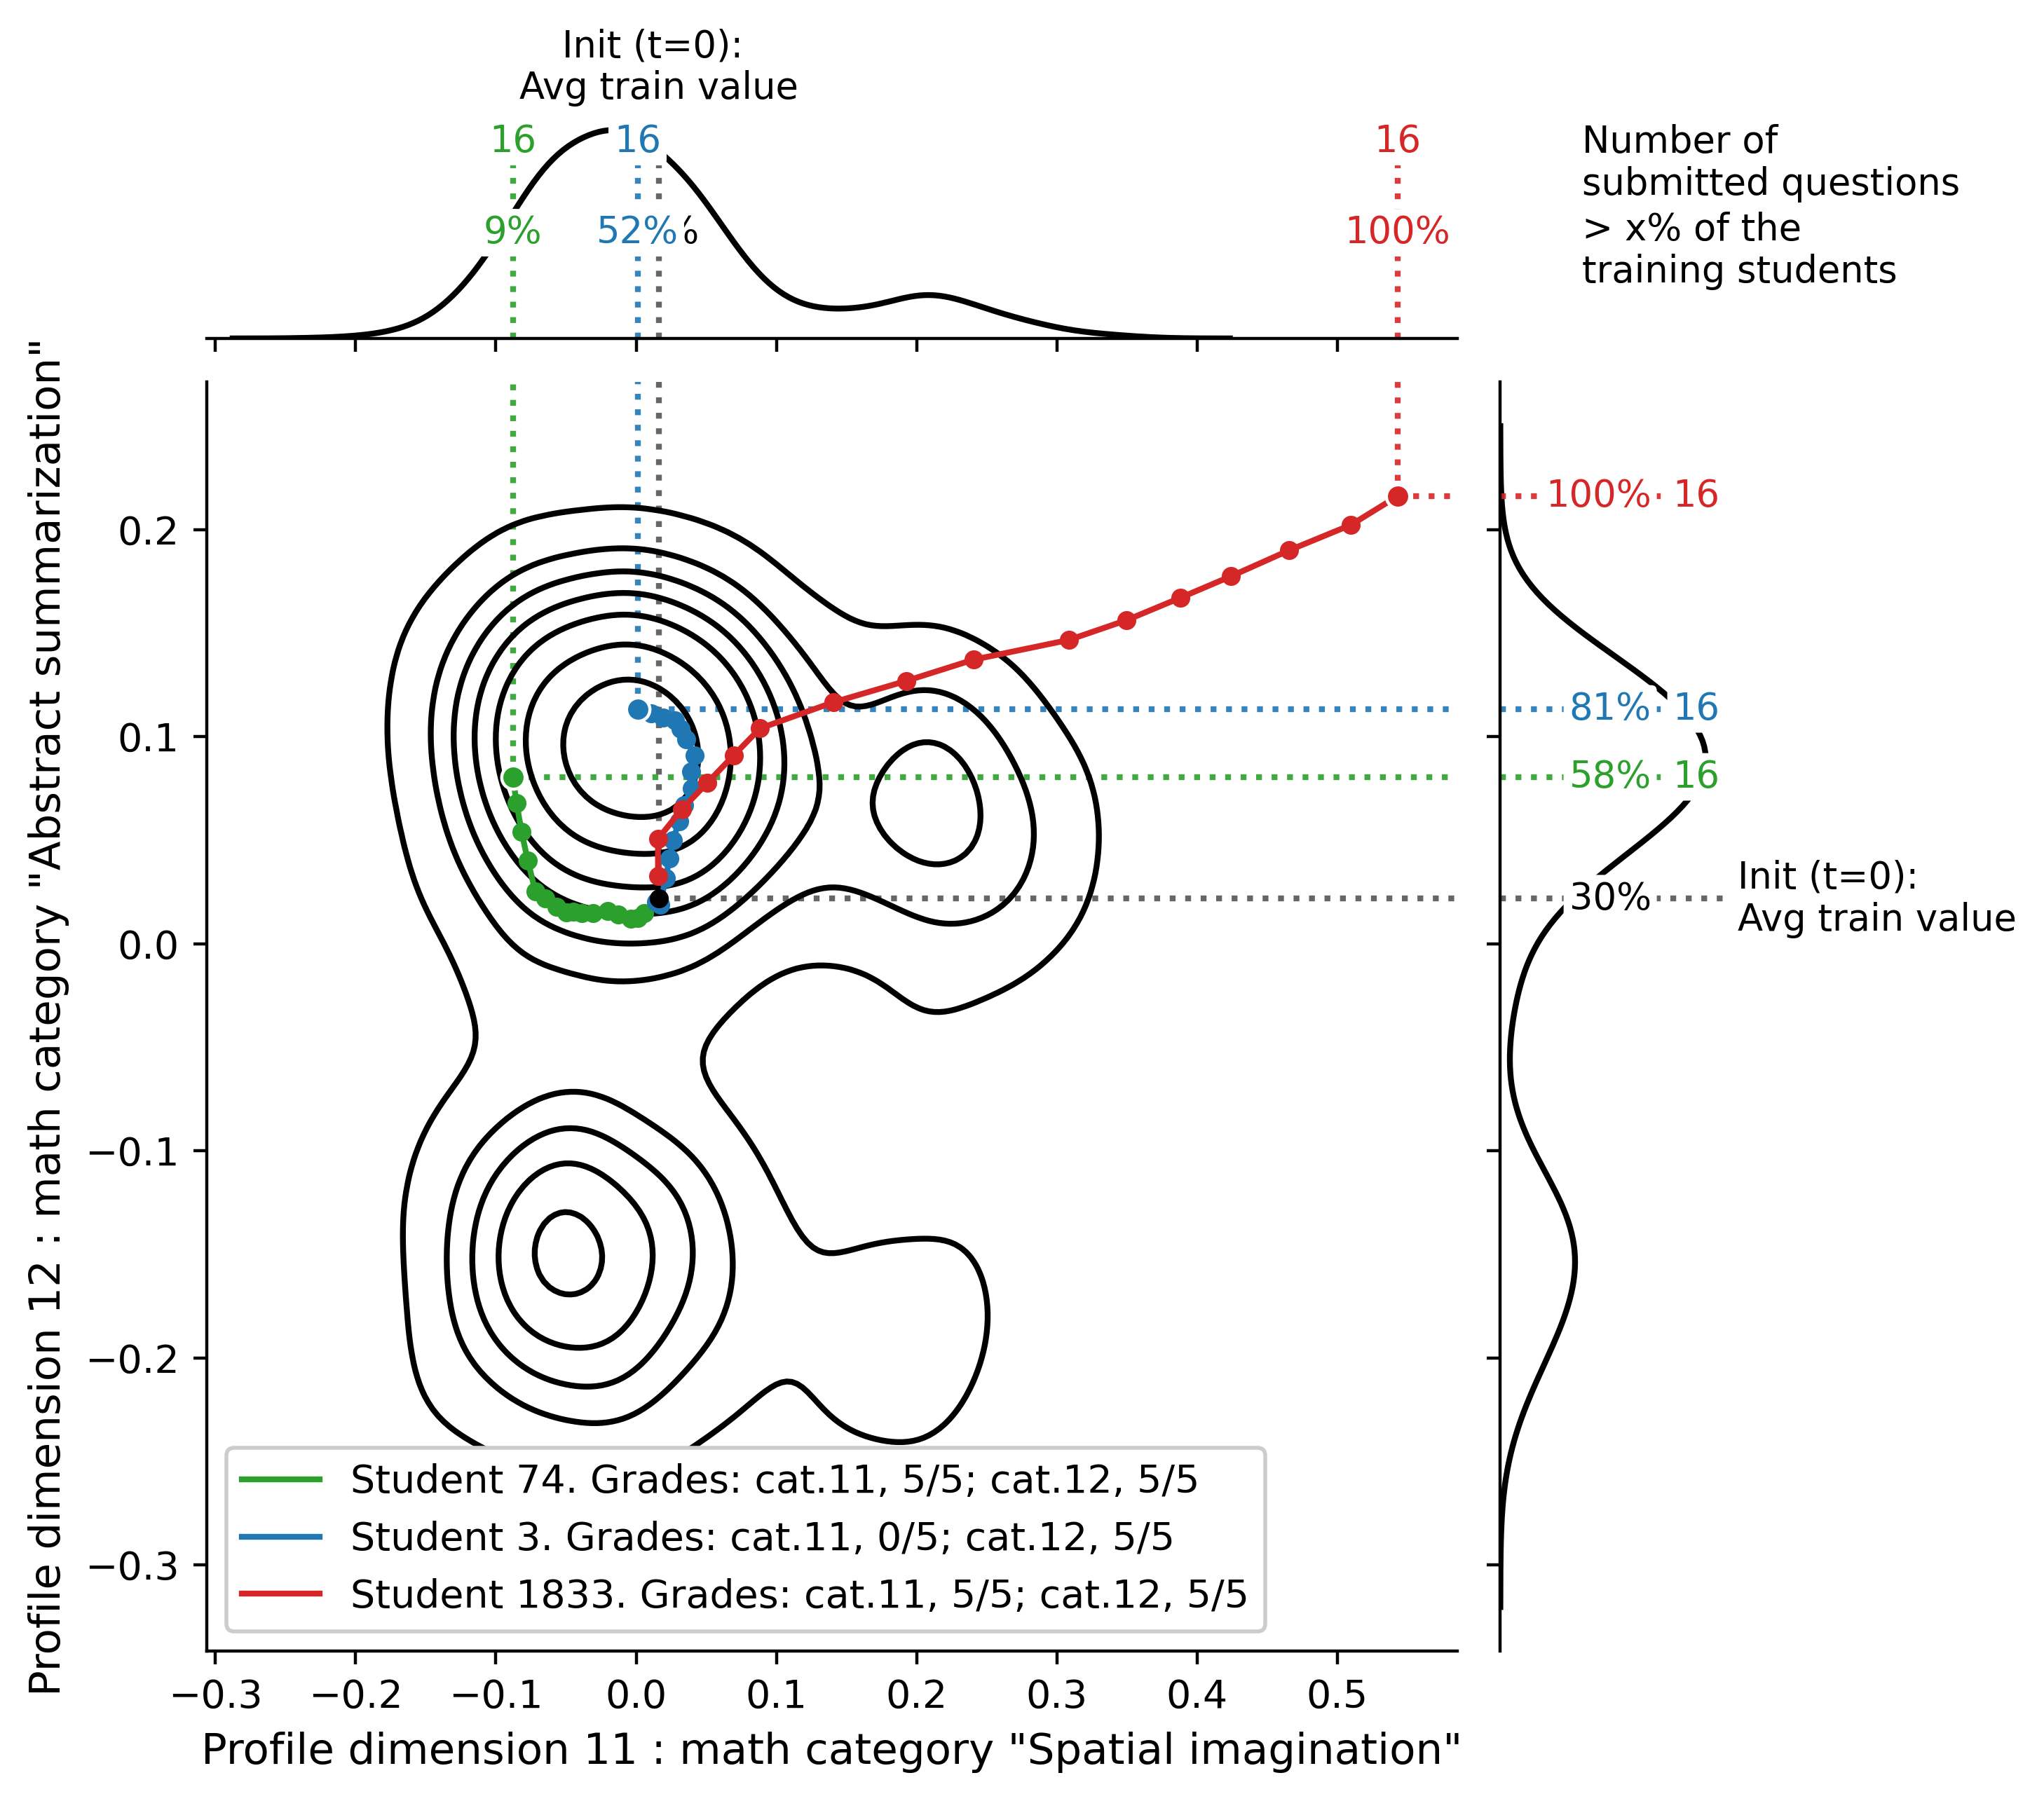 Init (t=0):
Avg train value
16 16 16
9% 52% % 100%
Number of
submitted questions
> x% of the
training students
Profile dimension 12 : math category "Abstract summarization"
0.2
0.1
0.0
−0.1
−0.2
−0.3
100% 16
81% 16
58% 16
30%
Init (t=0):
Avg train value
Student 74. Grades: cat.11, 5/5; cat.12, 5/5
Student 3. Grades: cat.11, 0/5; cat.12, 5/5
Student 1833. Grades: cat.11, 5/5; cat.12, 5/5
−0.3 −0.2 −0.1 0.0 0.1 0.2 0.3 0.4 0.5
Profile dimension 11 : math category "Spatial imagination"